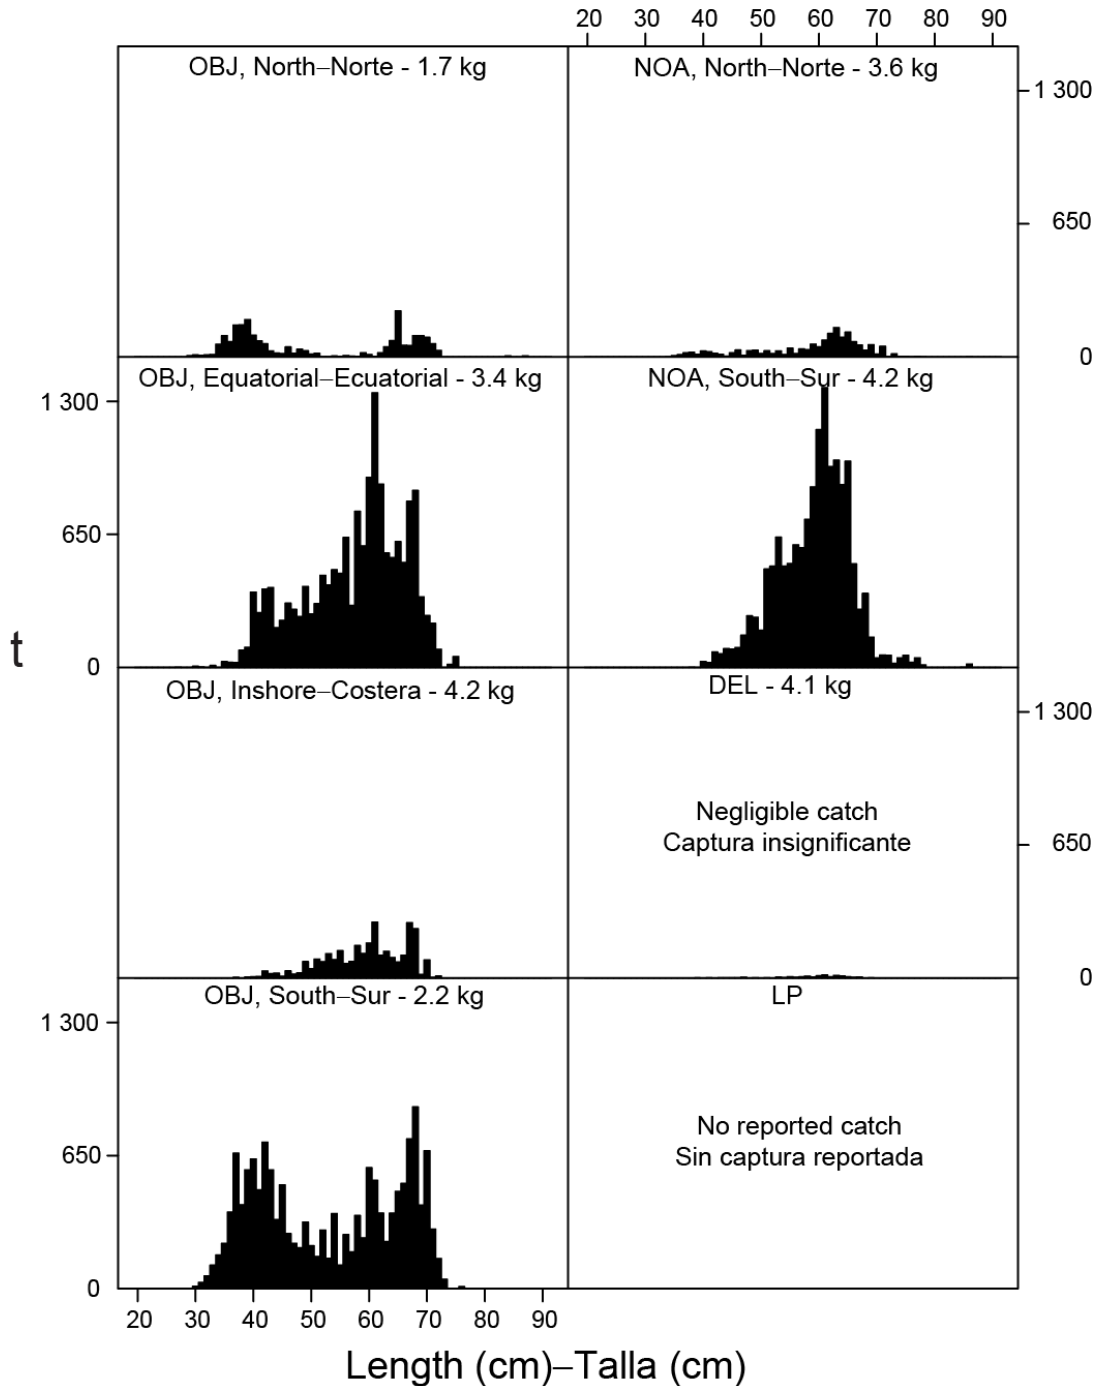 20 30 40 50 60 70 80 90
OBJ, North–Norte - 1.7 kg
NOA, North–Norte - 3.6 kg
1 300
650
0
OBJ, Equatorial–Ecuatorial - 3.4 kg
NOA, South–Sur - 4.2 kg
1 300
650
0
t
OBJ, Inshore–Costera - 4.2 kg
DEL - 4.1 kg
1 300
Negligible catch
Captura insignificante
650
0
OBJ, South–Sur - 2.2 kg
LP
1 300
No reported catch
Sin captura reportada
650
0
20 30 40 50 60 70 80 90
Length (cm)–Talla (cm)